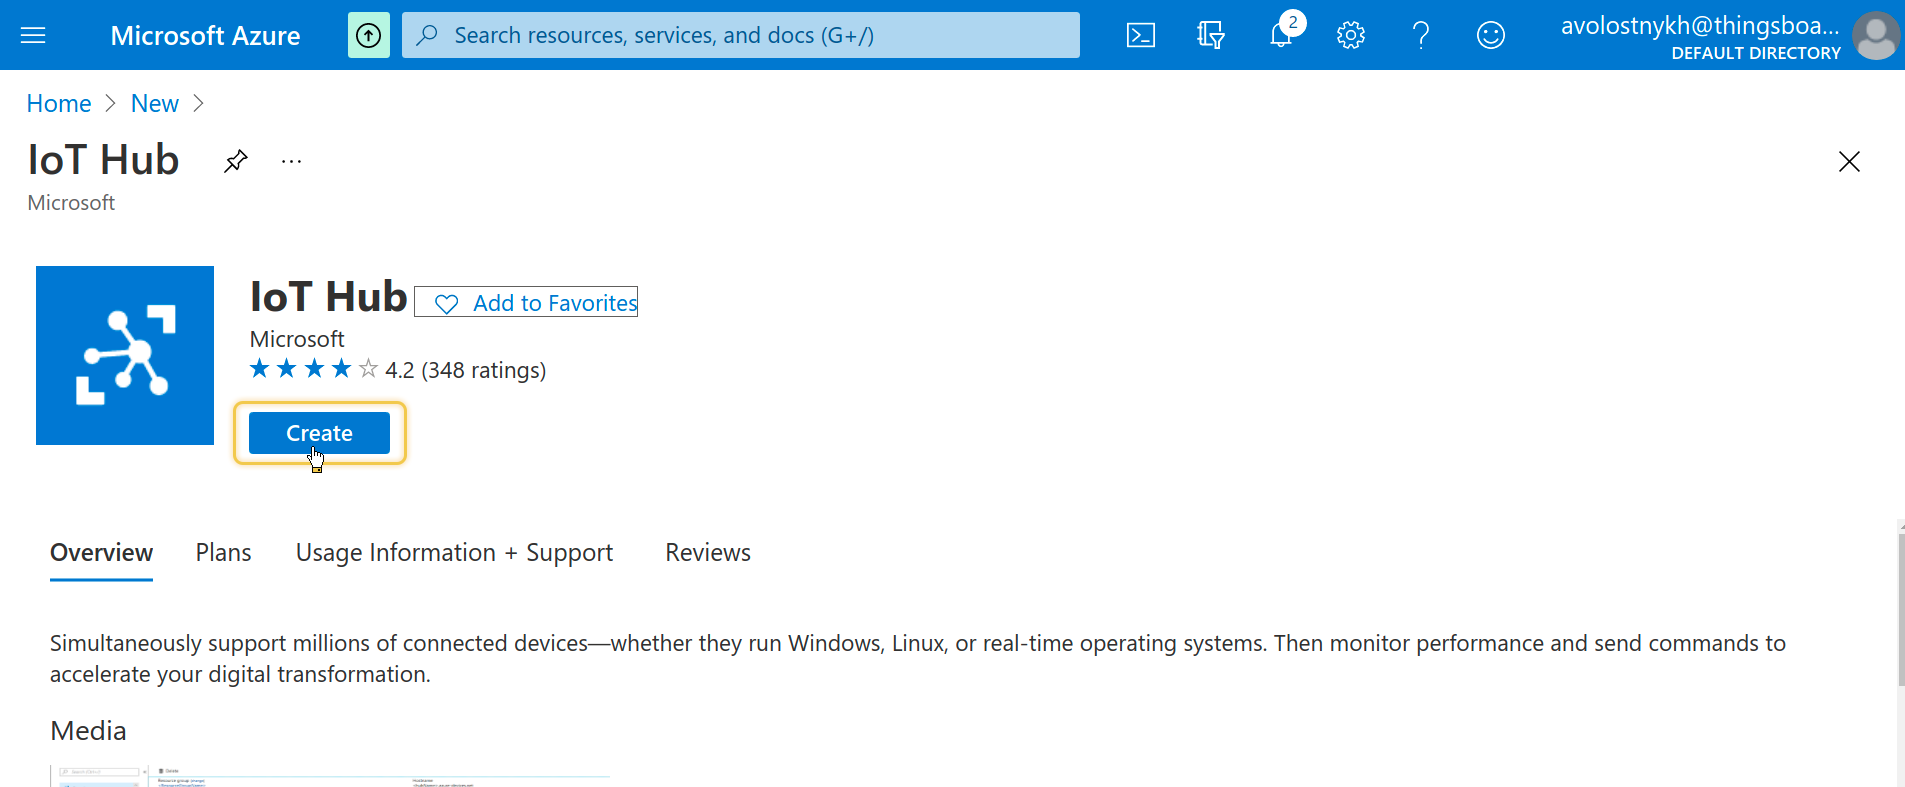 Microsoft Azure
Search resources, services, and docs (G+/)
2
avolostnykh@thingsboa...
DEFAULT DIRECTORY
Home > New >
IoT Hub ...
Microsoft
IoT Hub Add to Favorites
Microsoft
4.2 (348 ratings)
Create
Overview Plans Usage Information + Support Reviews
Simultaneously support millions of connected devices—whether they run Windows, Linux, or real-time operating systems. Then monitor performance and send commands to
accelerate your digital transformation.
Media
Delete